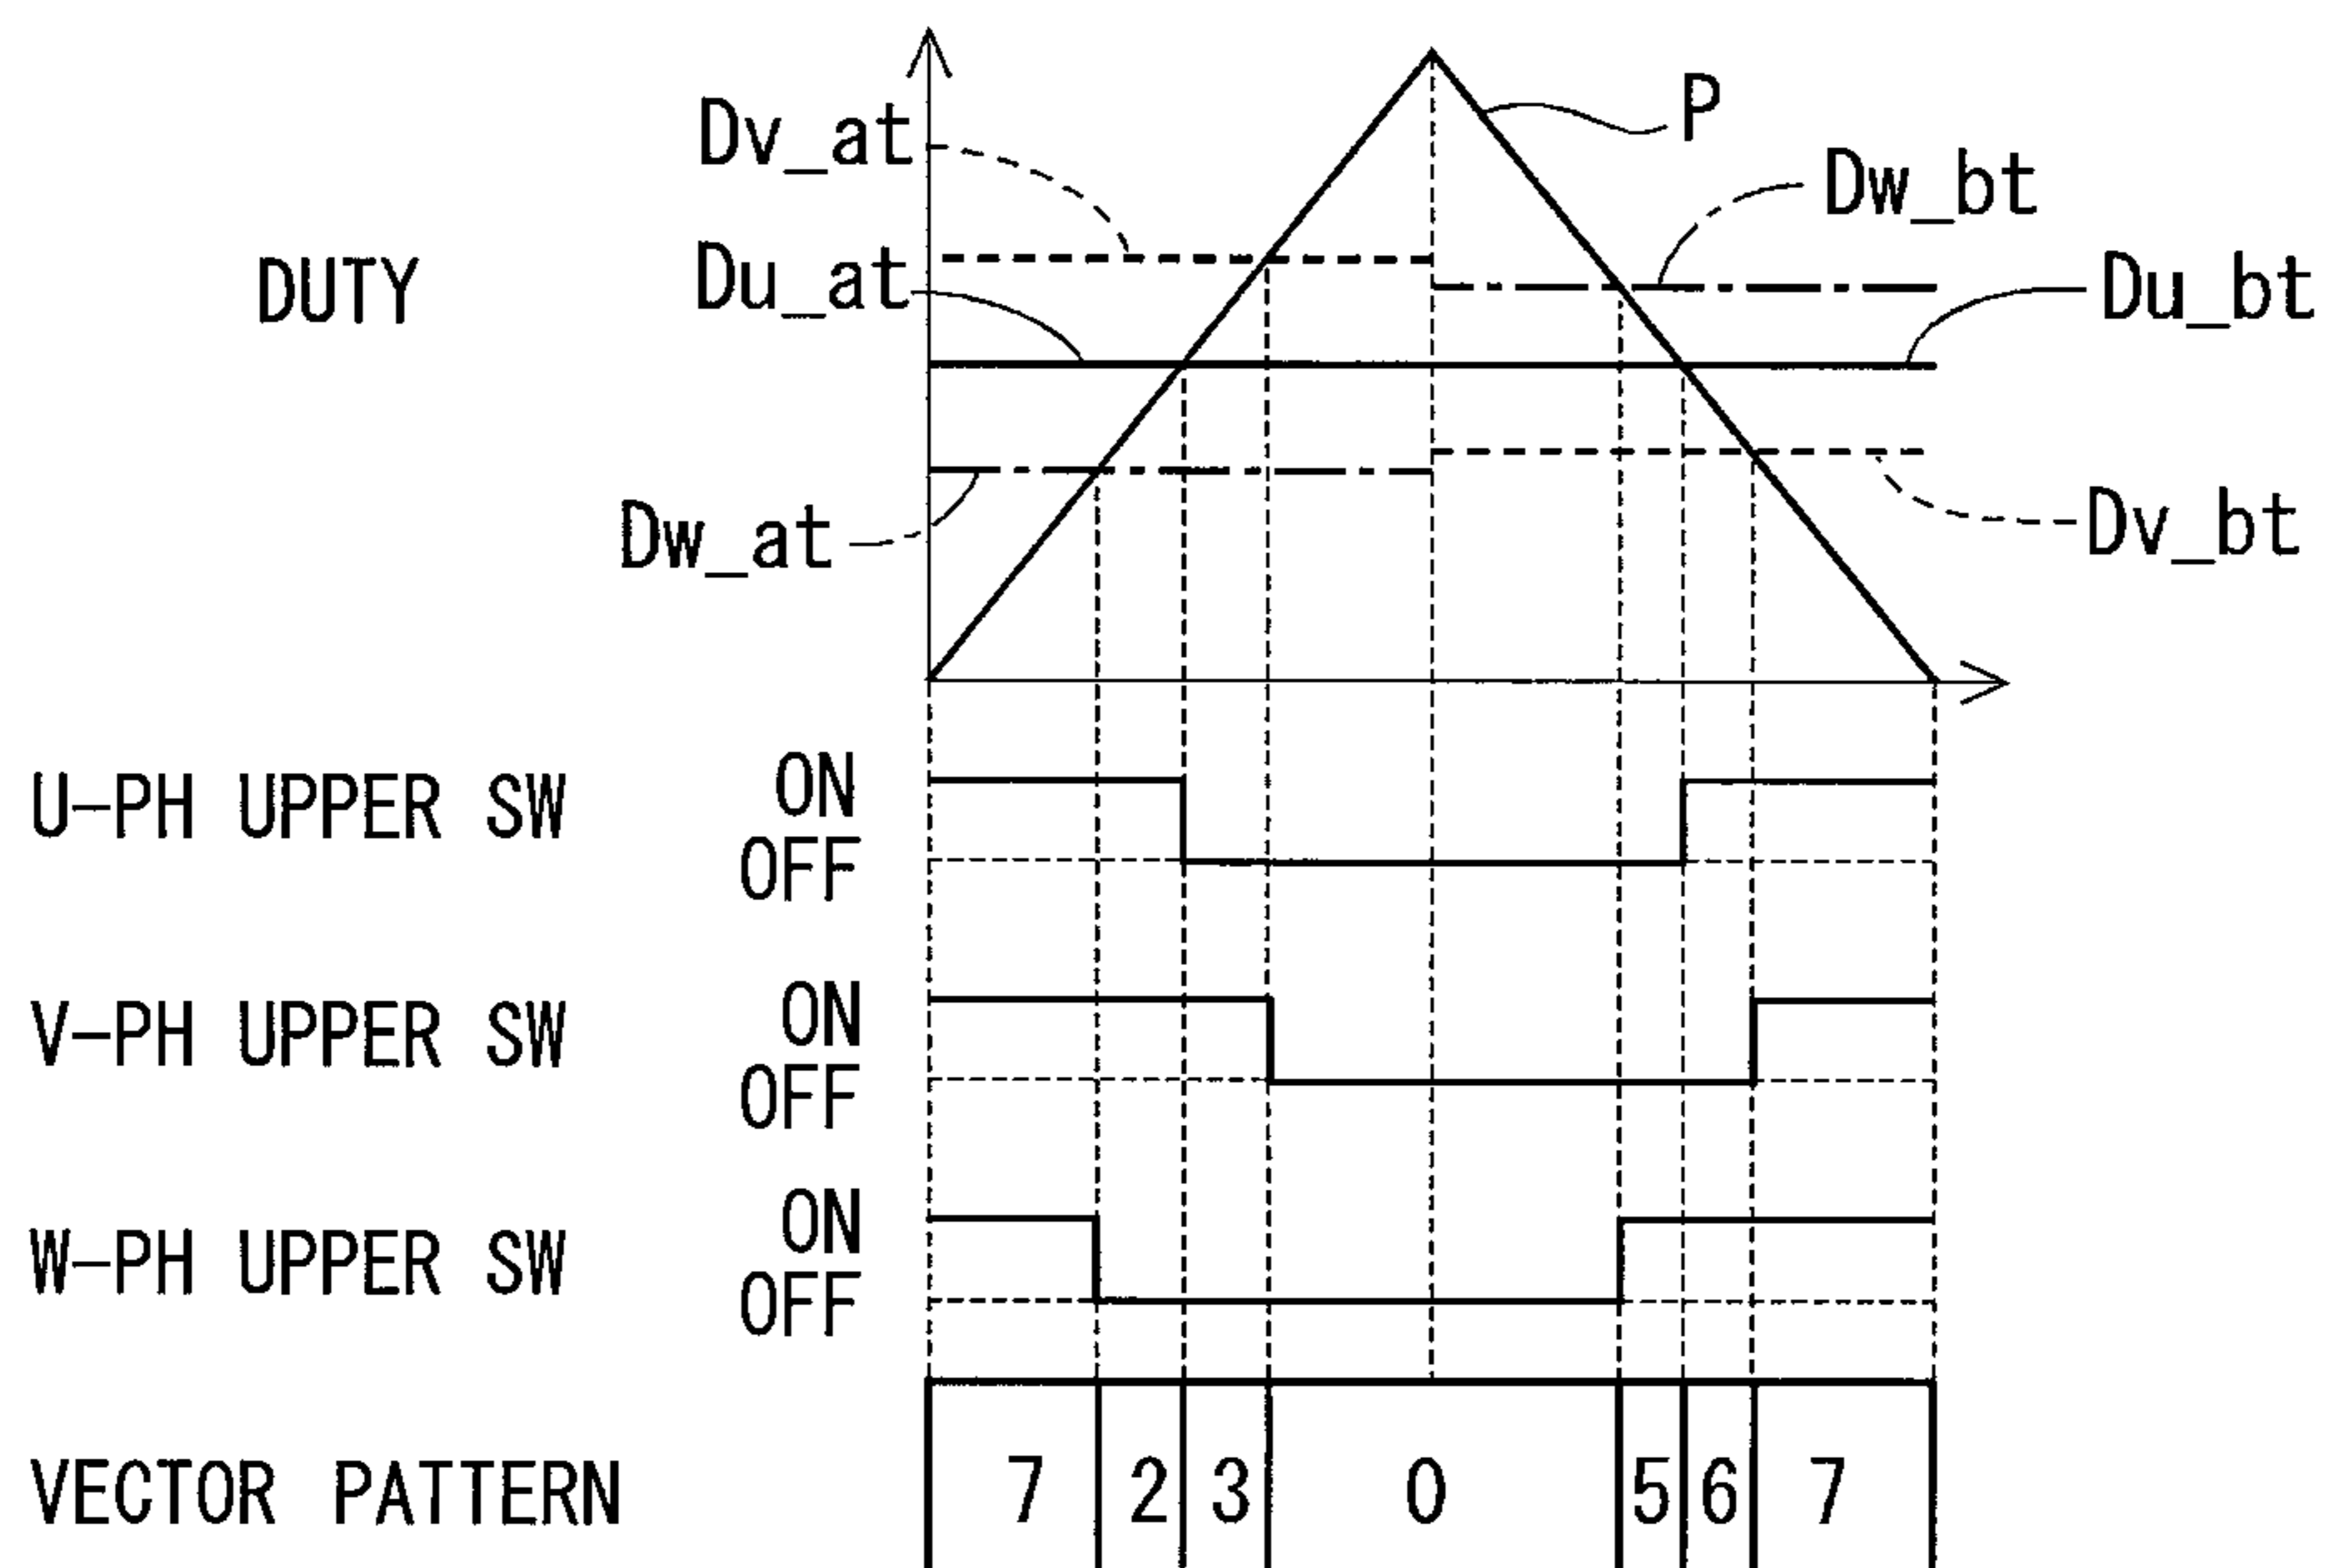 P
Dv_at
Dw_bt
DUTY
Du_at
Du_bt
Dw_at
Dv_bt
U-PH UPPER SW
ON
OFF
V-PH UPPER SW
ON
OFF
W-PH UPPER SW
ON
OFF
VECTOR PATTERN 7 2 3 0 5 6 7